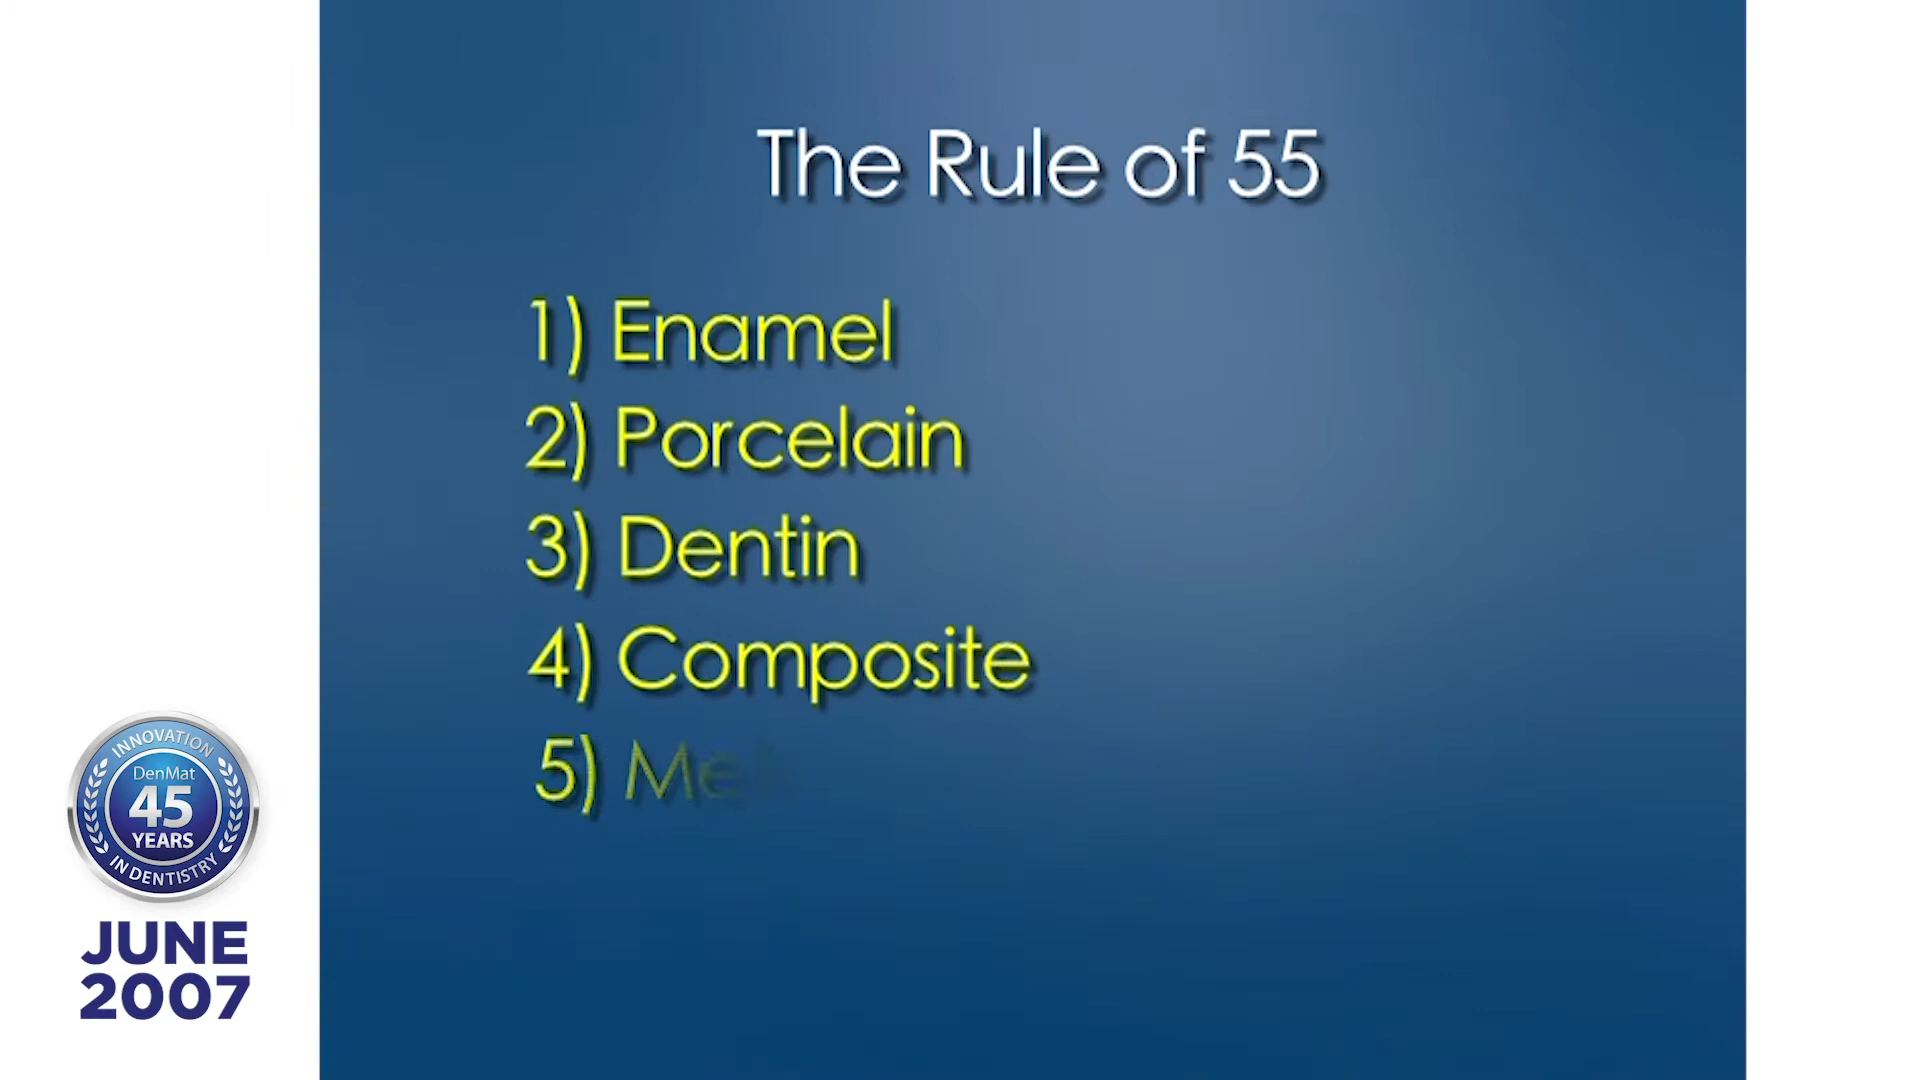 The Rule of 55
1) Enamel
2) Porcelain
3) Dentin
4) Composite
5)
INNOVATION
DenMat
45
YEARS
IN DENTISTRY
JUNE
2007